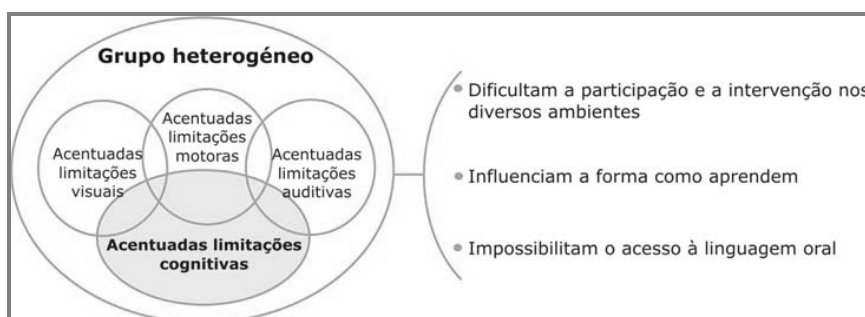 Grupo heterogéneo
Acentuadas
limitações
motoras
Acentuadas
limitações
visuais
Acentuadas
limitações
auditivas
Acentuadas limitações
cognitivas
Dificultam a participação e a intervenção nos
diversos ambientes
Influenciam a forma como aprendem
Impossibilitam o acesso à linguagem oral